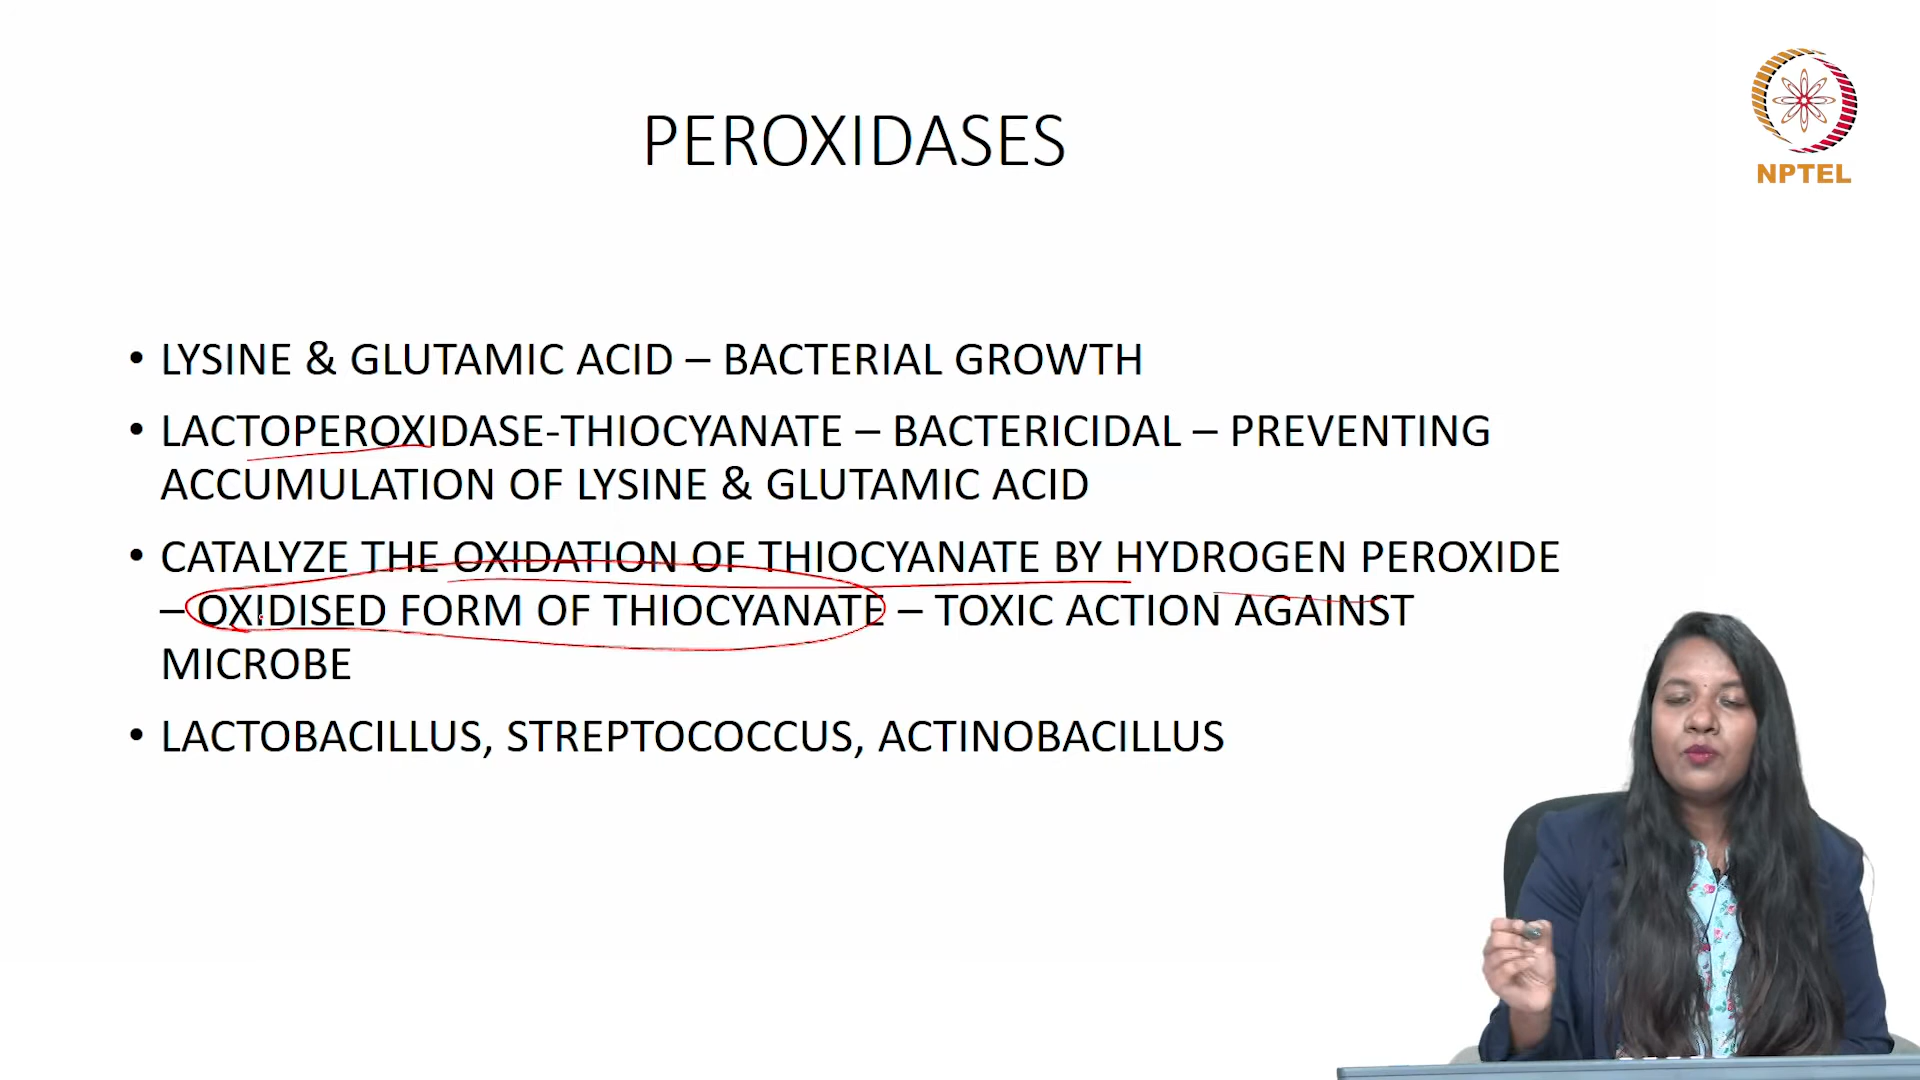 PEROXIDASES
NPTEL
• LYSINE & GLUTAMIC ACID – BACTERIAL GROWTH
• LACTOPEROXIDASE-THIOCYANATE – BACTERICIDAL – PREVENTING
ACCUMULATION OF LYSINE & GLUTAMIC ACID
• CATALYZE THE OXIDATION OF THIOCYANATE BY HYDROGEN PEROXIDE
– OXIDISED FORM OF THIOCYANATE – TOXIC ACTION AGAINST
MICROBE
• LACTOBACILLUS, STREPTOCOCCUS, ACTINOBACILLUS